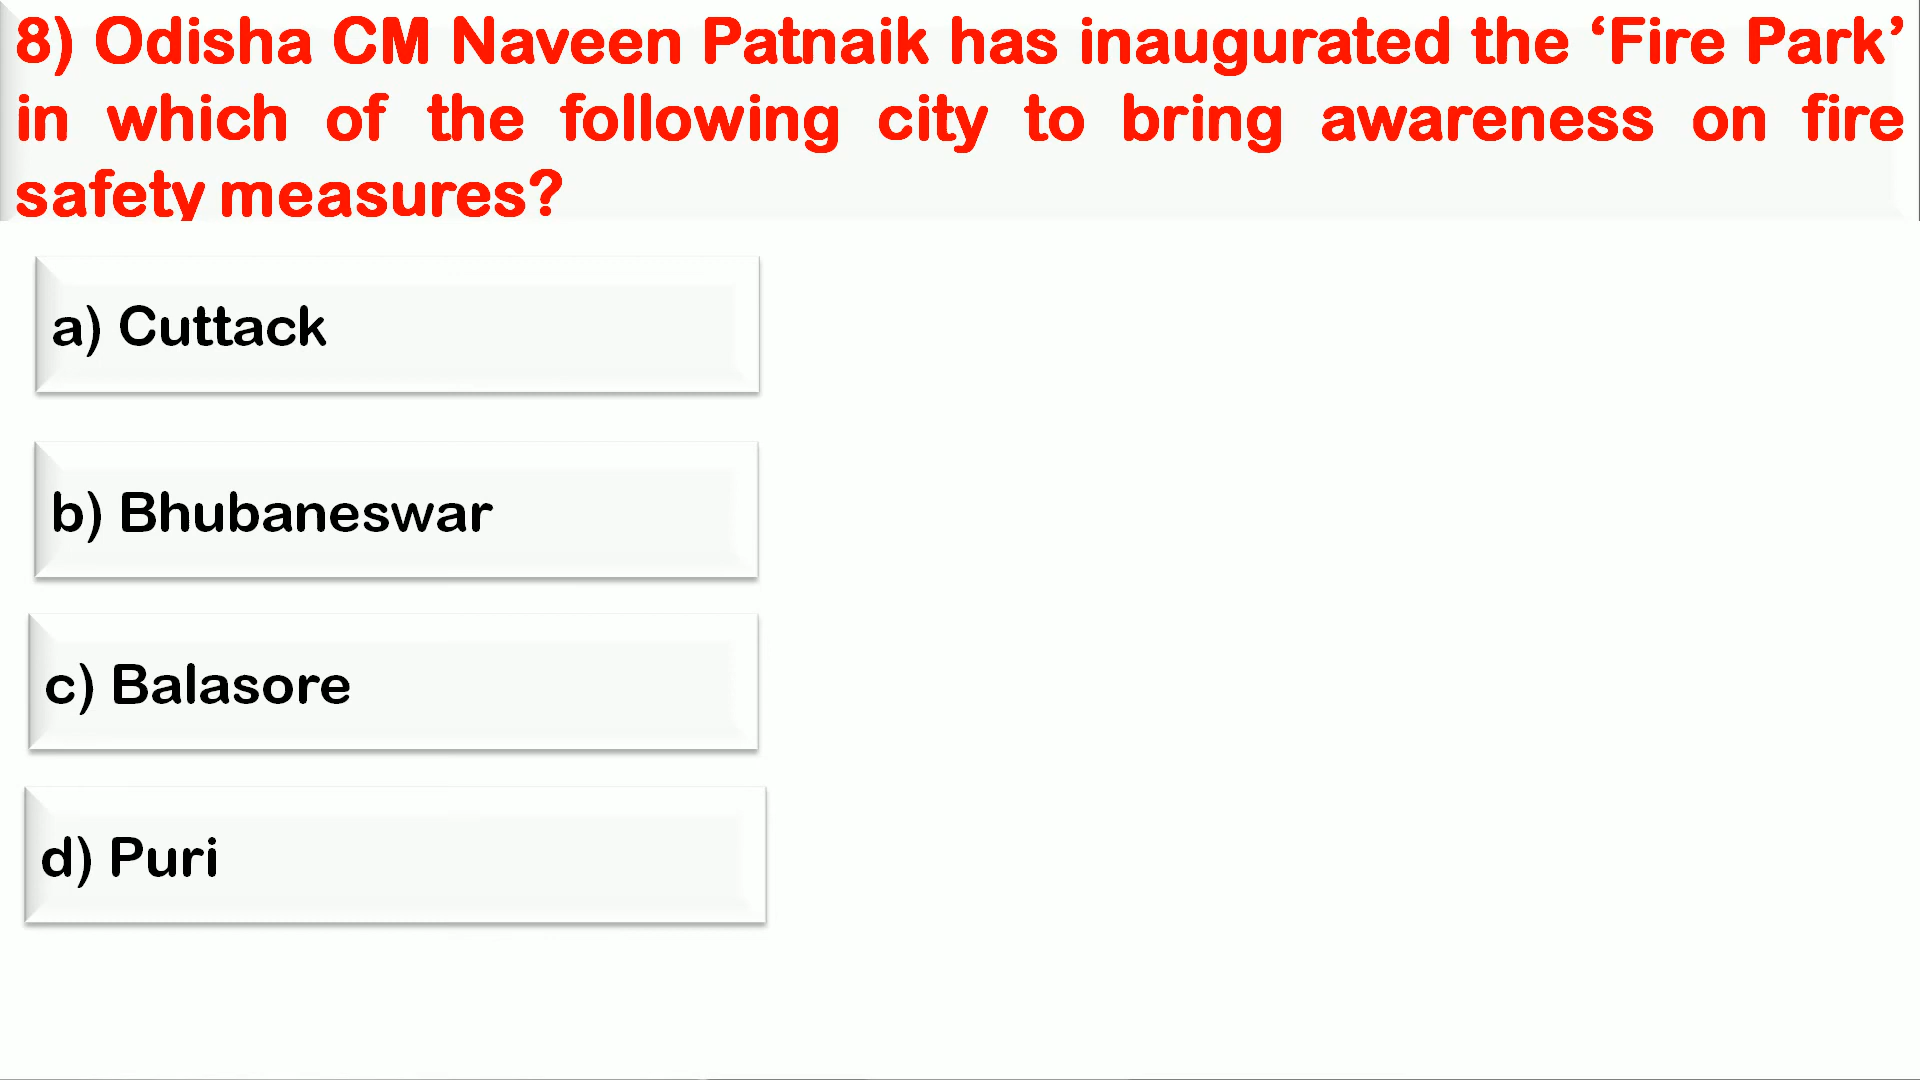 8) Odisha CM Naveen Patnaik has inaugurated the ‘Fire Park’
in which of the following city to bring awareness on fire
safety measures?
a) Cuttack
b) Bhubaneswar
c) Balasore
d) Puri